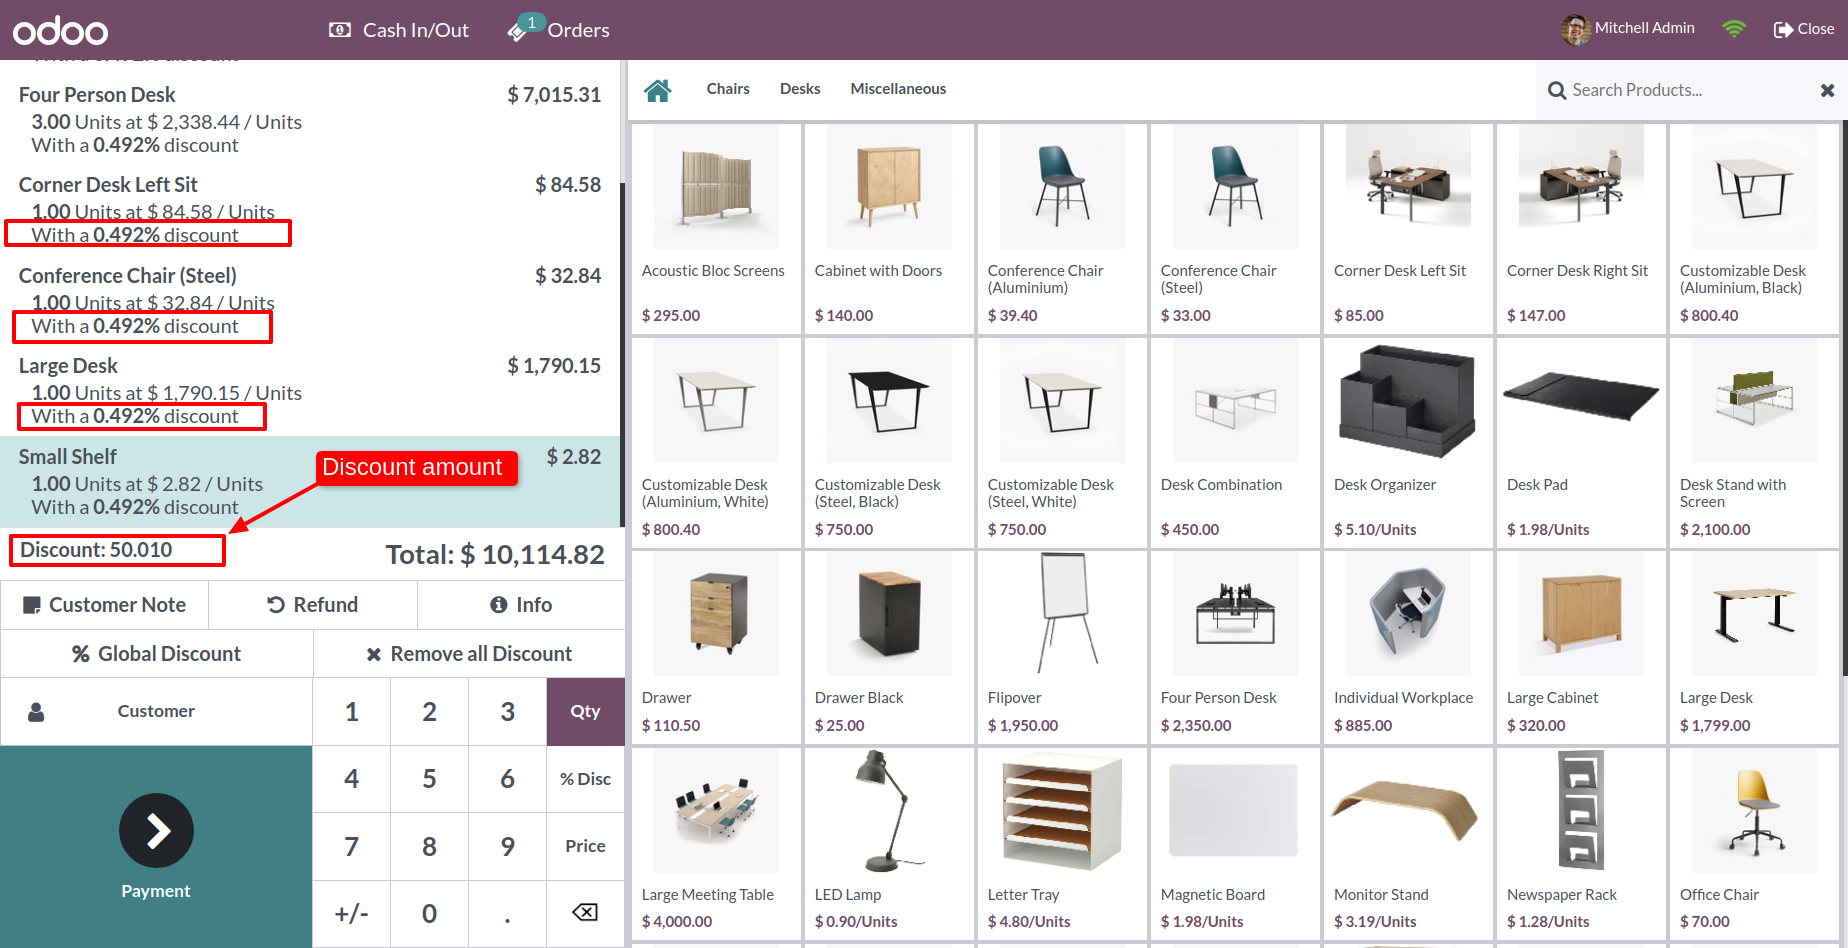 odoo
Cash In/Out
1
Orders
Mitchell Admin
Close
Four Person Desk
$ 7,015.31
3.00 Units at $ 2,338.44 / Units
With a 0.492% discount
Corner Desk Left Sit
$ 84.58
1.00 Units at $ 84.58 / Units
With a 0.492% discount
Conference Chair (Steel)
$ 32.84
1.00 Units at $ 32.84 / Units
With a 0.492% discount
Large Desk
$ 1,790.15
1.00 Units at $ 1,790.15 / Units
With a 0.492% discount
Small Shelf
$ 2.82
1.00 Units at $ 2.82 / Units
With a 0.492% discount
Discount amount
Discount: 50.010
Total: $ 10,114.82
Customer Note
Refund
Info
% Global Discount
Remove all Discount
Customer
1 2 3 Qty
4 5 6 % Disc
7 8 9 Price
+/- 0 .
Payment
Chairs
Desks
Miscellaneous
Search Products...
Acoustic Bloc Screens
$ 295.00
Cabinet with Doors
$ 140.00
Conference Chair
(Aluminium)
$ 39.40
Conference Chair
(Steel)
$ 33.00
Corner Desk Left Sit
$ 85.00
Corner Desk Right Sit
$ 147.00
Customizable Desk
(Aluminium, Black)
$ 800.40
Customizable Desk
(Aluminium, White)
$ 800.40
Customizable Desk
(Steel, Black)
$ 750.00
Customizable Desk
(Steel, White)
$ 750.00
Desk Combination
$ 450.00
Desk Organizer
$ 5.10/Units
Desk Pad
$ 1.98/Units
Desk Stand with
Screen
$ 2,100.00
Drawer
$ 110.50
Drawer Black
$ 25.00
Flipover
$ 1,950.00
Four Person Desk
$ 2,350.00
Individual Workplace
$ 885.00
Large Cabinet
$ 320.00
Large Desk
$ 1,799.00
Large Meeting Table
$ 4,000.00
LED Lamp
$ 0.90/Units
Letter Tray
$ 4.80/Units
Magnetic Board
$ 1.98/Units
Monitor Stand
$ 3.19/Units
Newspaper Rack
$ 1.28/Units
Office Chair
$ 70.00